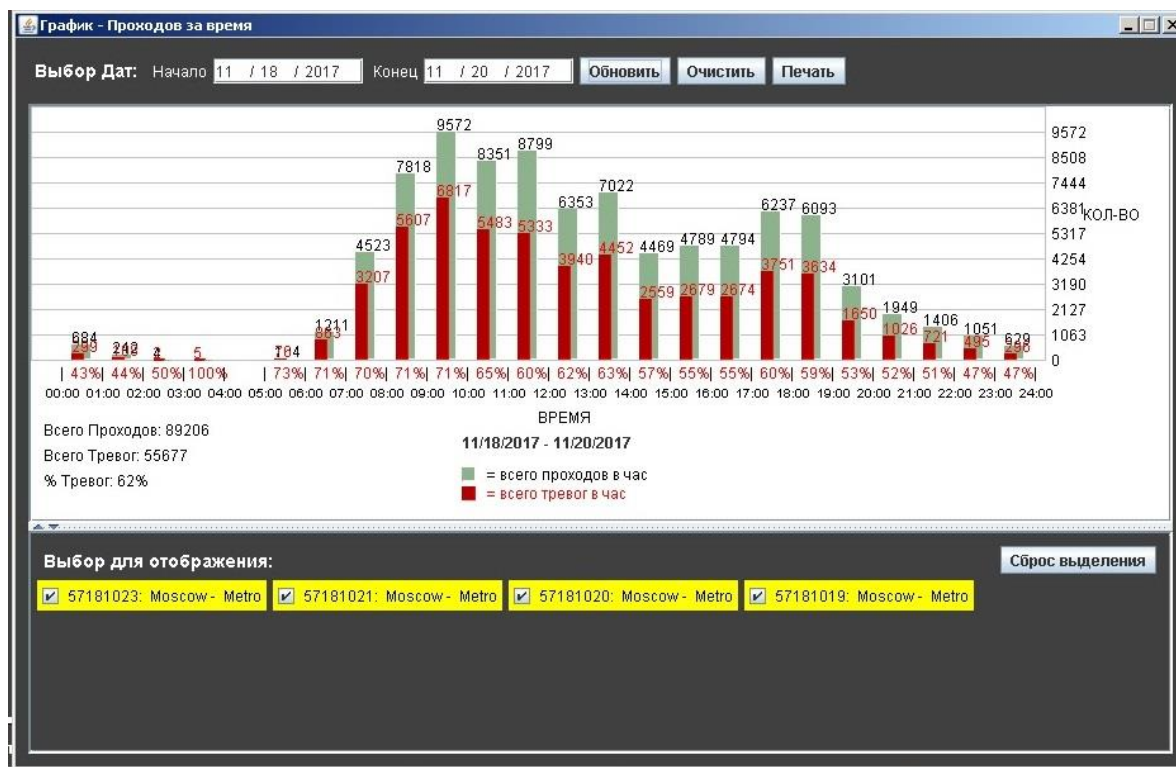 График - Проходов за время
Выбор Дат: Начало 11 / 18 / 2017 Конец 11 / 20 / 2017 Обновить Очистить Печать
9572
8799
8351
7818
7022
6353
6237 6093
4523
4469 4789 4794
3101
1949
1406
1211
1051
684
242
629
6817
5607
5483 5333
4452
3940
3751 3634
3207
2559 2679 2674
1650
1026
721
495
863
299
5
296
9572
8508
7444
6381
КОЛ-ВО
5317
4254
3190
2127
1063
0
| 43%| 44%| 50%|100%| | 73%| 71%| 70%| 71%| 71%| 65%| 60%| 62%| 63%| 57%| 55%| 55%| 60%| 59%| 53%| 52%| 51%| 47%| 47%|
00:00 01:00 02:00 03:00 04:00 05:00 06:00 07:00 08:00 09:00 10:00 11:00 12:00 13:00 14:00 15:00 16:00 17:00 18:00 19:00 20:00 21:00 22:00 23:00 24:00
ВРЕМЯ
11/18/2017 - 11/20/2017
Всего Проходов: 89206
Всего Тревог: 55677
% Тревог: 62%
= всего проходов в час
= всего тревог в час
Выбор для отображения:
Сброс выделения
57181023: Moscow - Metro 57181021: Moscow - Metro 57181020: Moscow - Metro 57181019: Moscow - Metro